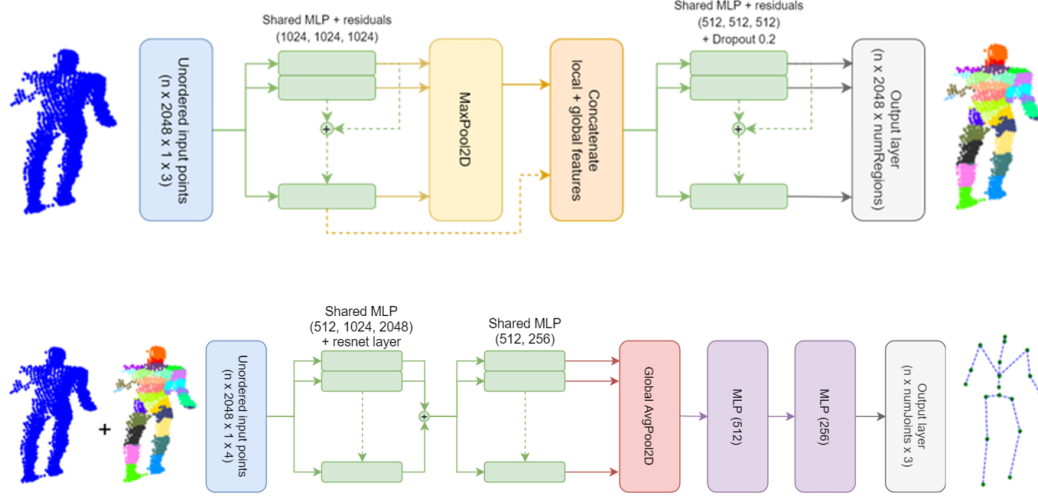 Shared MLP + residuals
(1024, 1024, 1024)
Shared MLP + residuals
(512, 512, 512)
+ Dropout 0.2
Unordered input points
(n x 2048 x 1 x 3)
+
MaxPool2D
Concatenate
local + global features
+
Output layer
(n x 2048 x numRegions)
Shared MLP
(512, 1024, 2048)
+ resnet layer
Shared MLP
(512, 256)
+
Unordered input points
(n x 2048 x 1 x 4)
+
Global AvgPool2D
MLP (512)
MLP (256)
Output layer
(n x numJoints x 3)